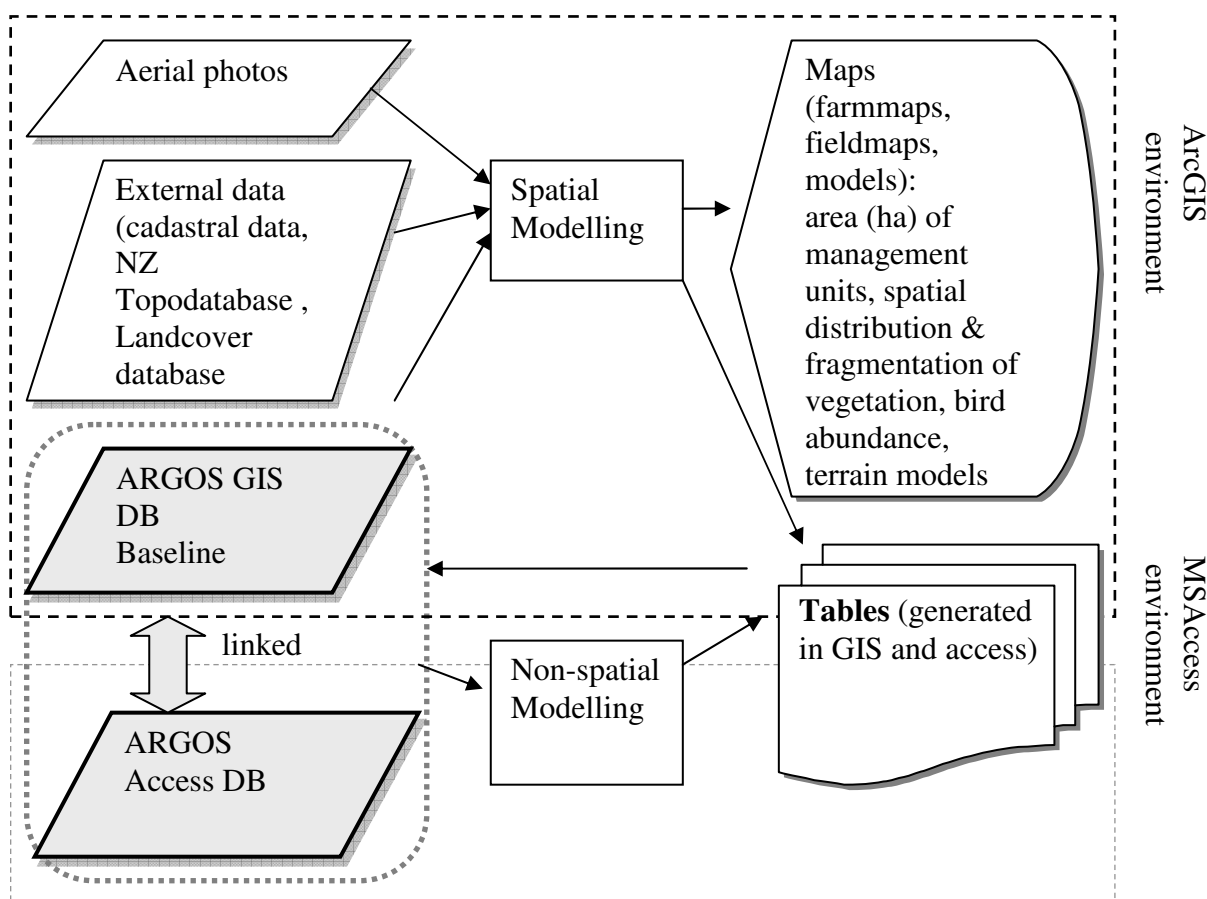 Aerial photos
External data
(cadastral data,
NZ
Topodatabase ,
Landcover
database
Spatial
Modelling
Maps
(farmmaps,
fieldmaps,
models):
area (ha) of
management
units, spatial
distribution &
fragmentation of
vegetation, bird
abundance,
terrain models
ArcGIS
environment
ARGOS GIS
DB
Baseline
linked
ARGOS
Access DB
Non-spatial
Modelling
Tables (generated
in GIS and access)
MSAccess
environment